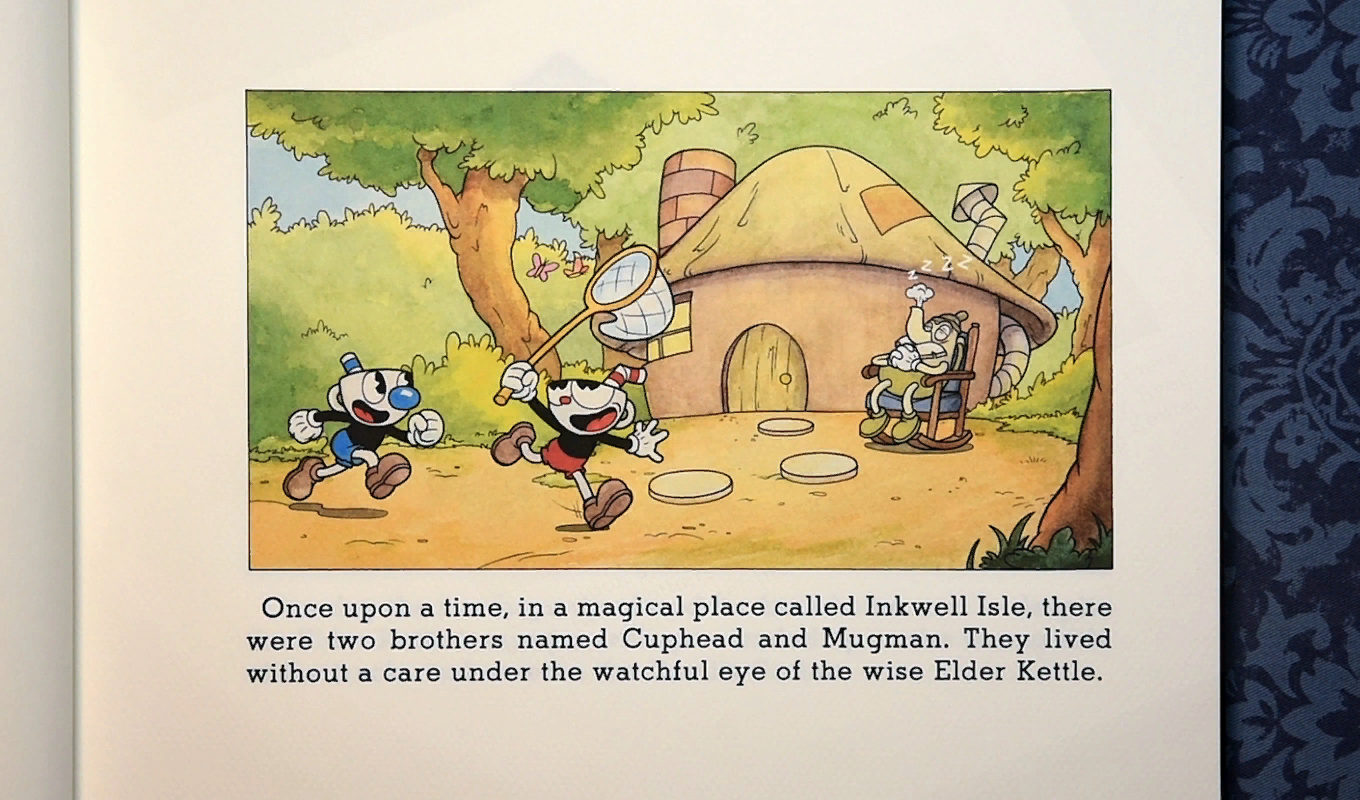 z z z z
Once upon a time, in a magical place called Inkwell Isle, there
were two brothers named Cuphead and Mugman. They lived
without a care under the watchful eye of the wise Elder Kettle.